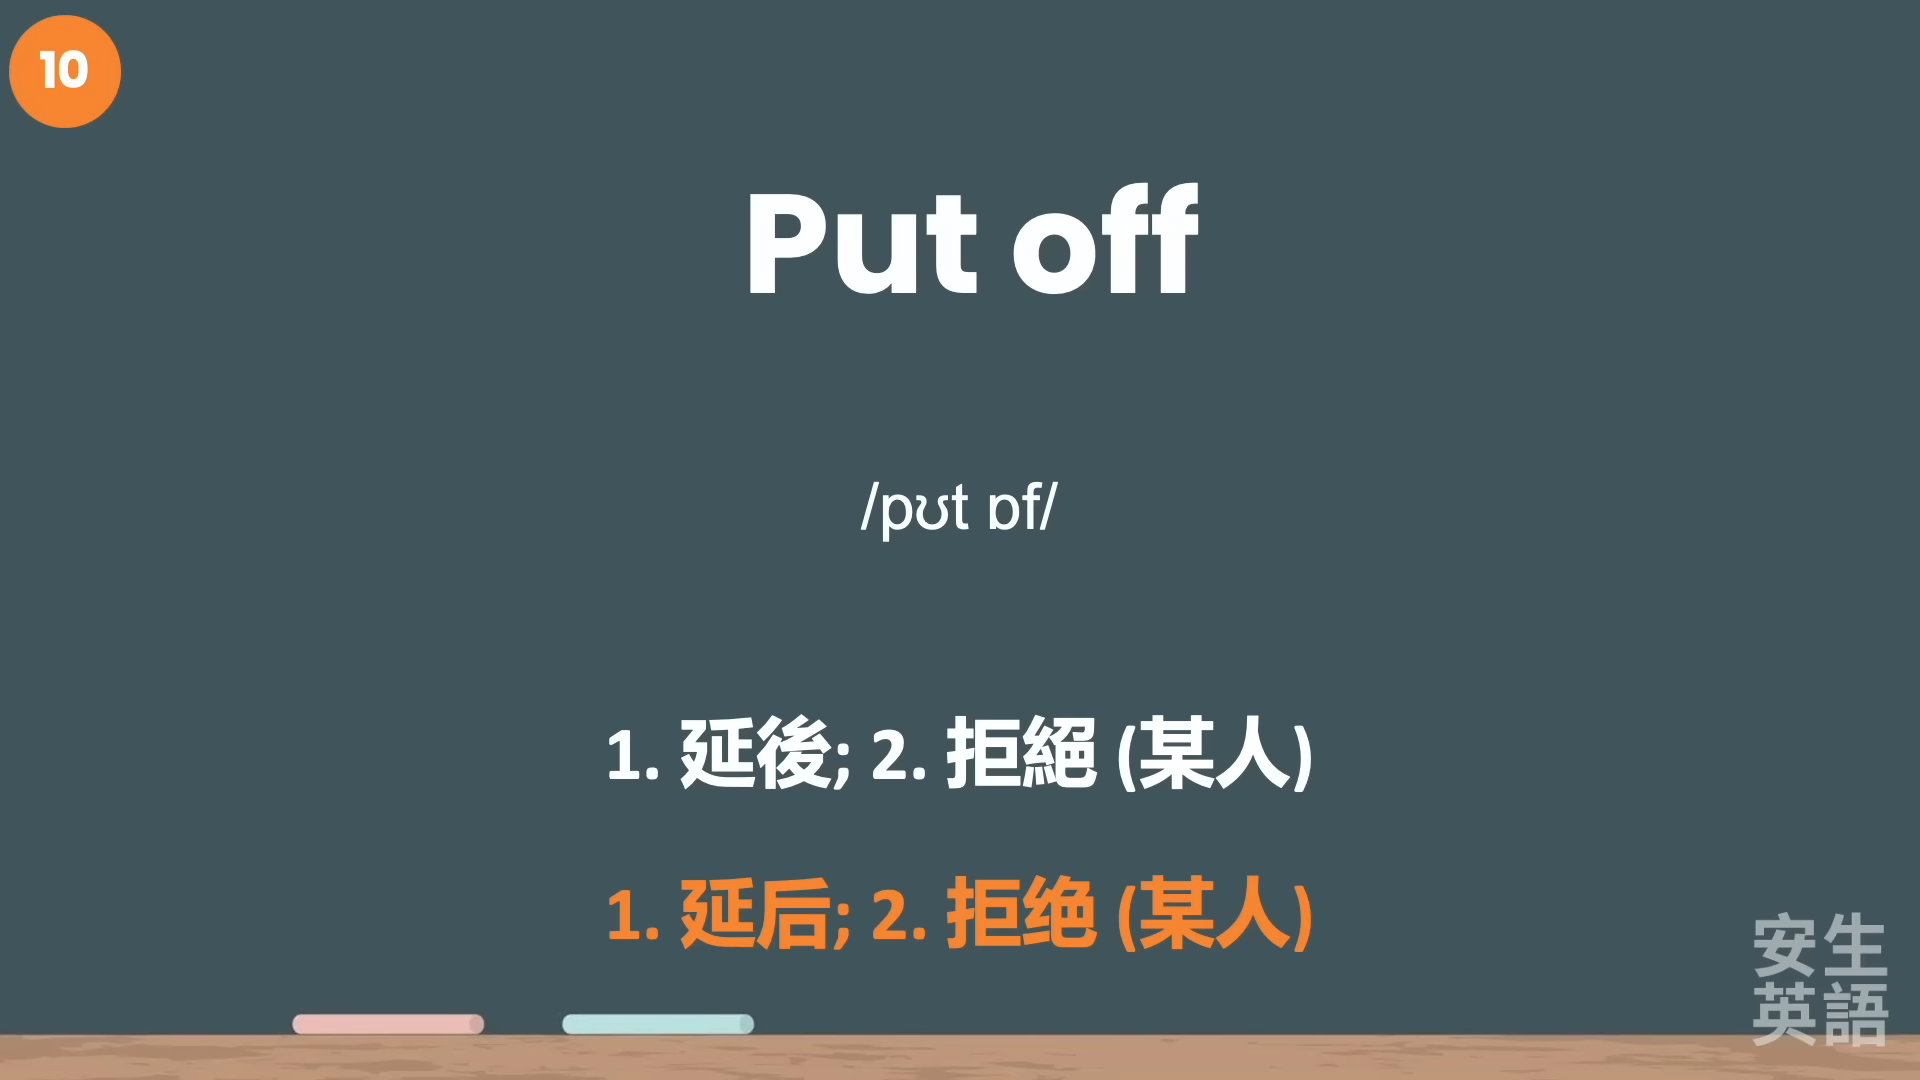 10
Put off
/pʊt ɒf/
1. 延後; 2. 拒絕 (某人)
1. 延后; 2. 拒绝 (某人)
安生
英語